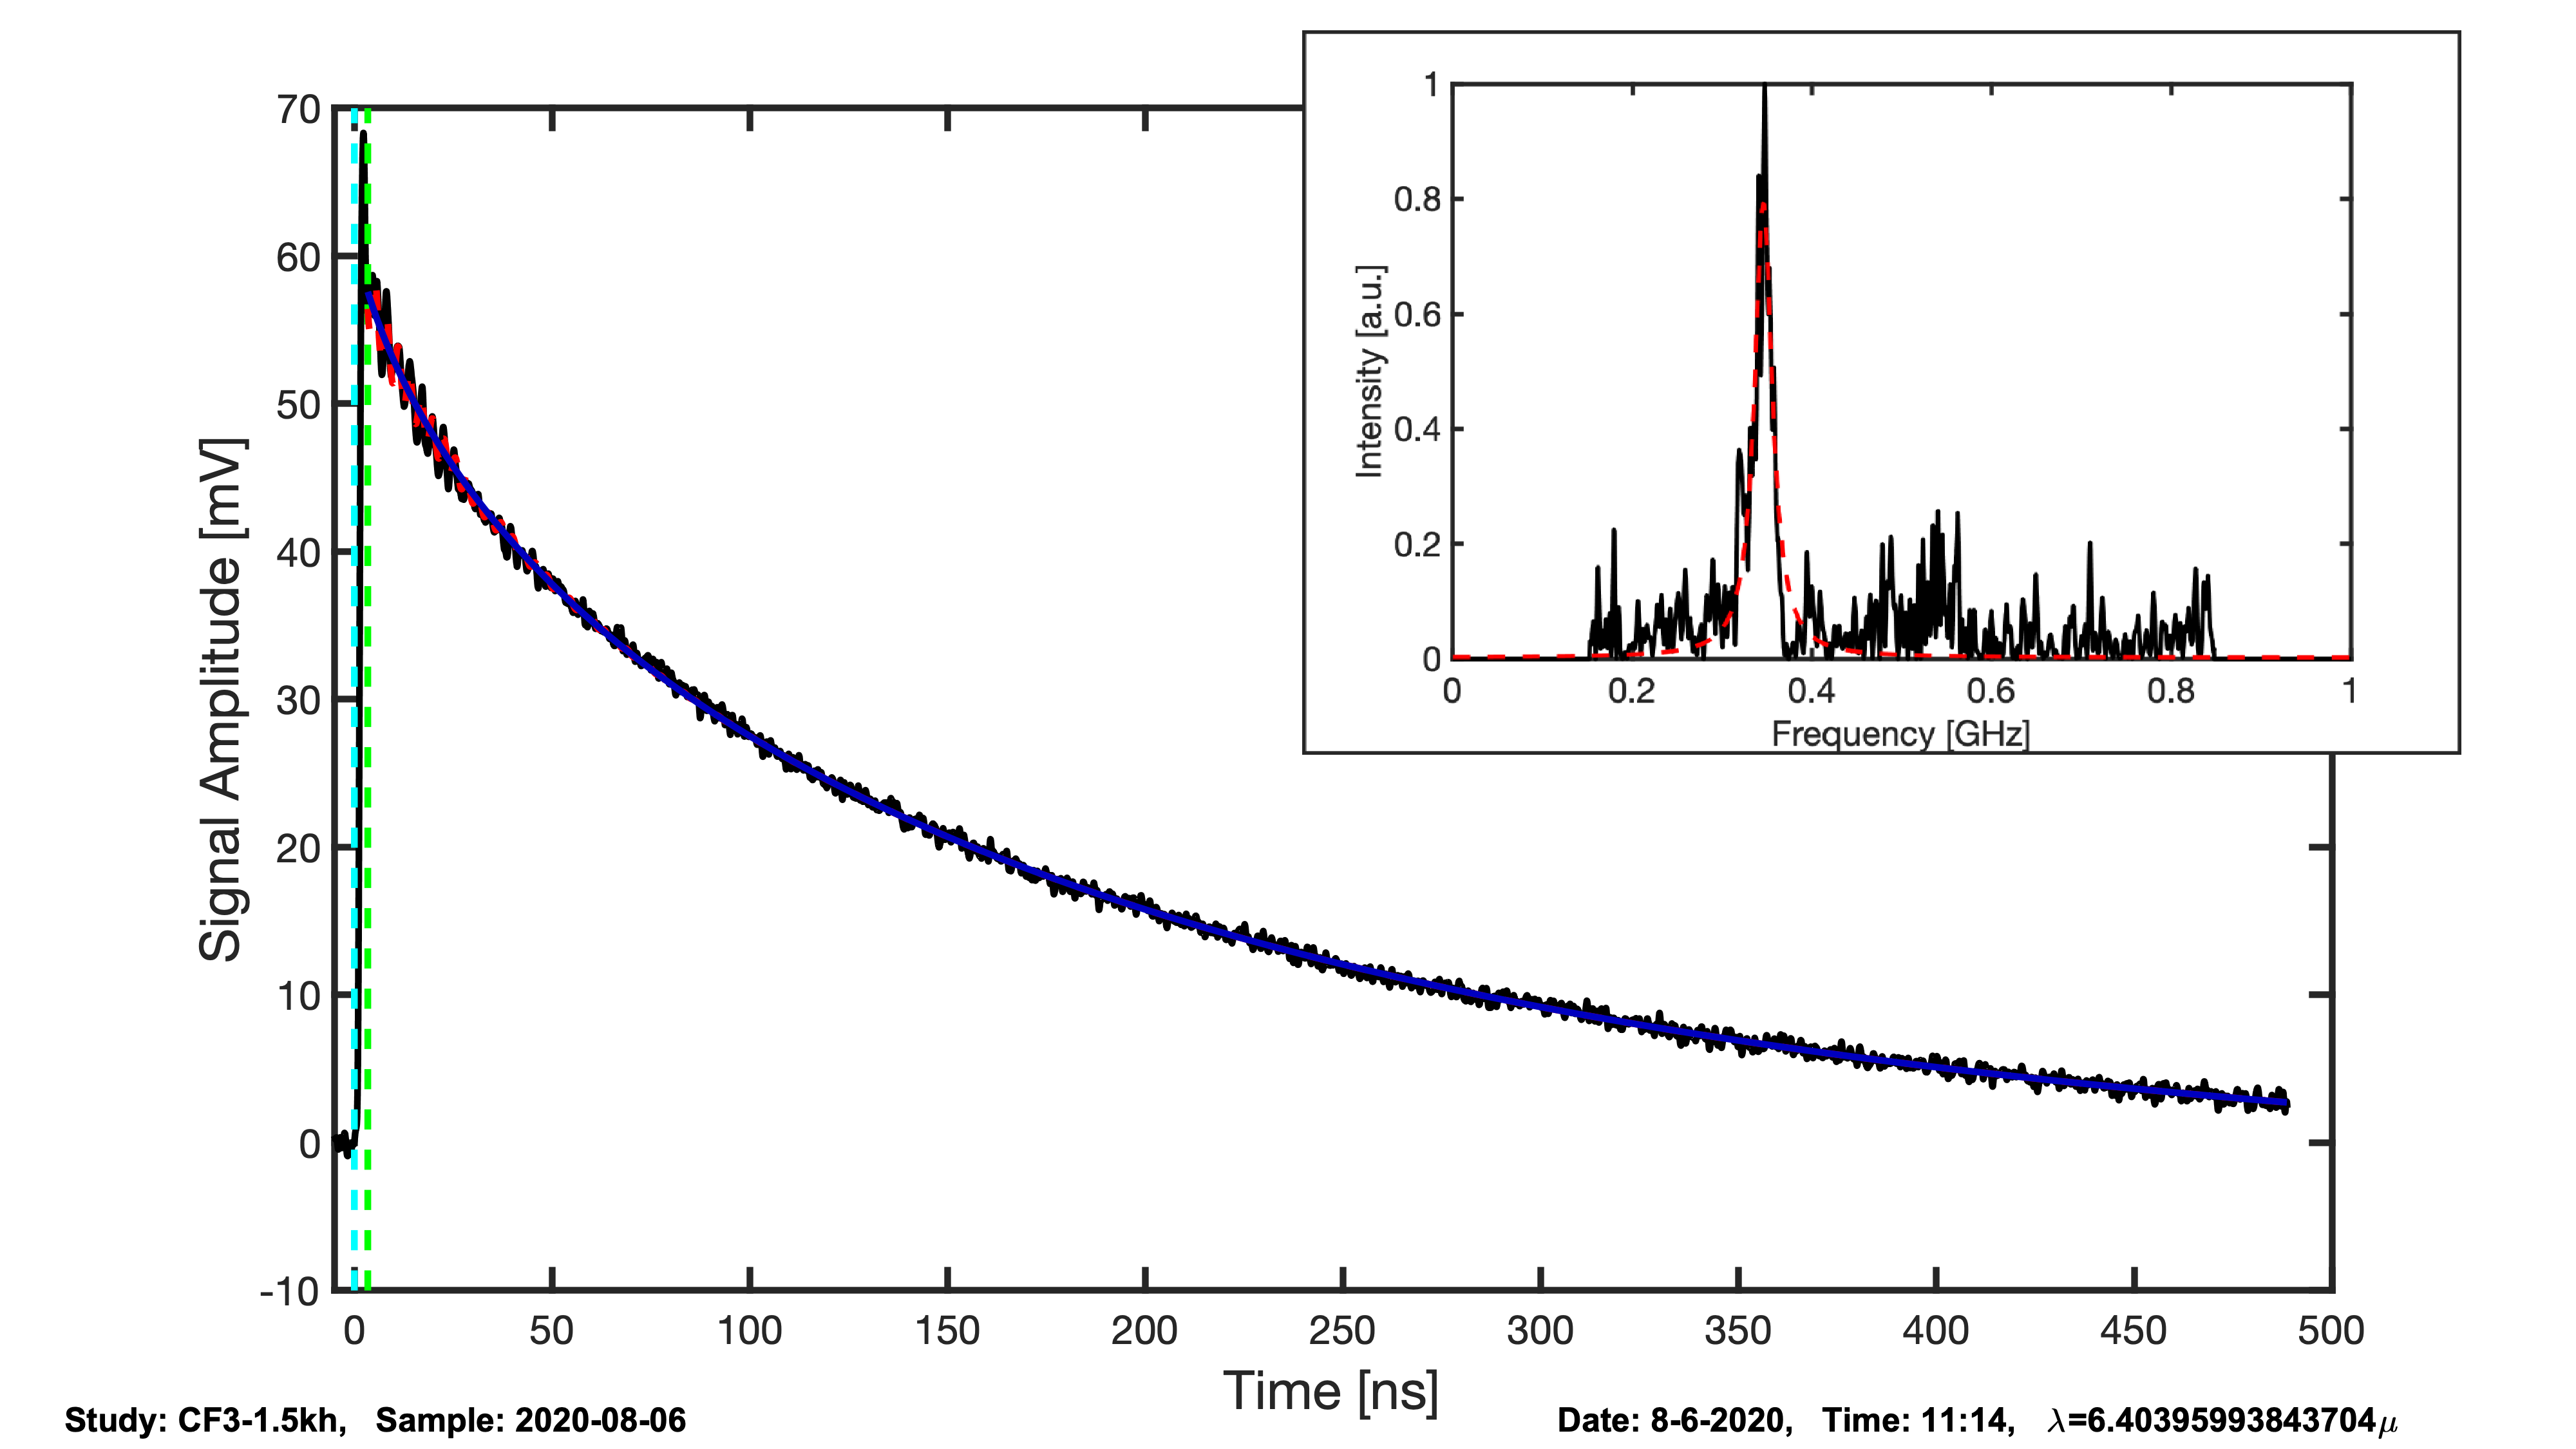 70
60
50
40
30
20
10
0
-10
Signal Amplitude [mV]
0 50 100 150 200 250 300 350 400 450 500
Time [ns]
1
0.8
0.6
0.4
0.2
0
Intensity [a.u.]
0 0.2 0.4 0.6 0.8 1
Frequency [GHz]
Study: CF3-1.5kh, Sample: 2020-08-06
Date: 8-6-2020, Time: 11:14, λ=6.40395993843704μ